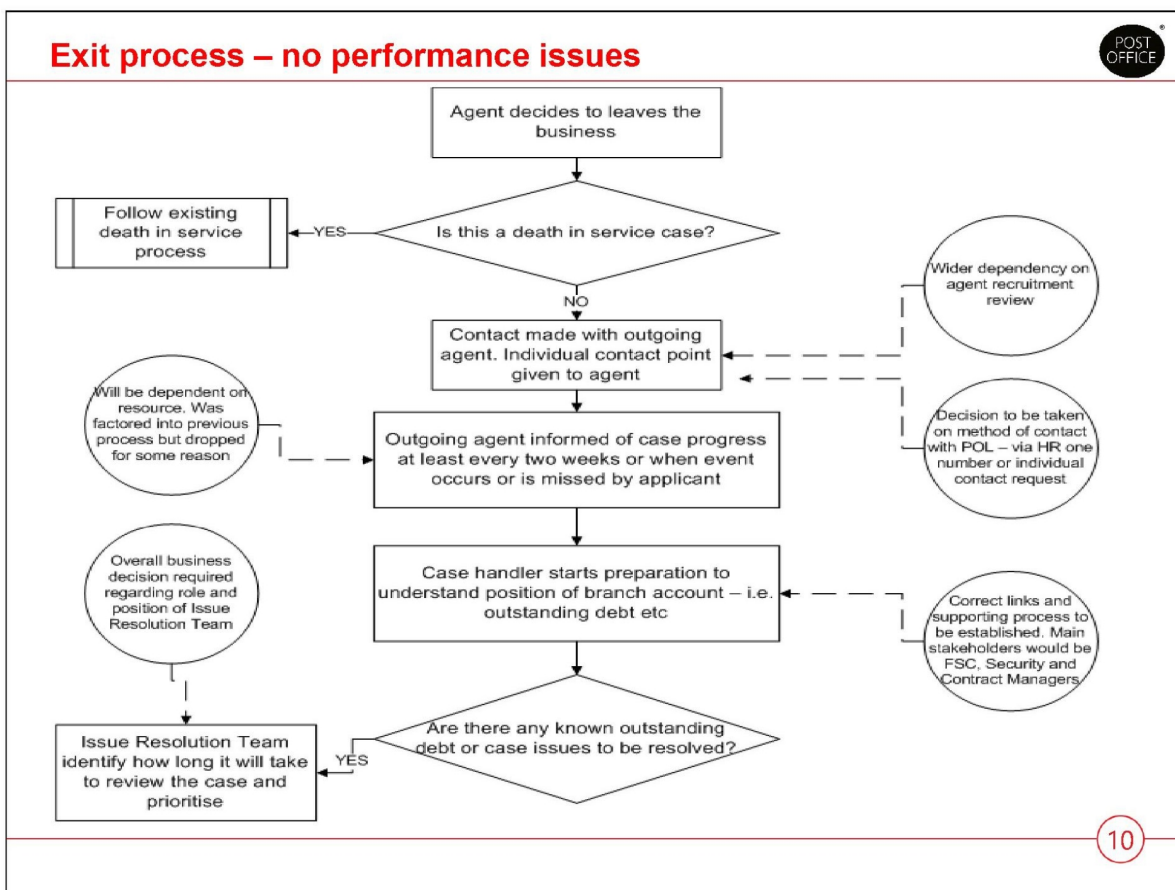 Exit process – no performance issues
POST
OFFICE
®
Agent decides to leaves the
business
Follow existing
death in service
process
YES
Is this a death in service case?
NO
Wider dependency on
agent recruitment
review
Contact made with outgoing
agent. Individual contact point
given to agent
Will be dependent on
resource. Was
factored into previous
process but dropped
for some reason
Outgoing agent informed of case progress
at least every two weeks or when event
occurs or is missed by applicant
Decision to be taken
on method of contact
with POL – via HR one
number or individual
contact request
Overall business
decision required
regarding role and
position of Issue
Resolution Team
Case handler starts preparation to
understand position of branch account – i.e.
outstanding debt etc
Correct links and
supporting process to
be established. Main
stakeholders would be
FSC, Security and
Contract Managers
Issue Resolution Team
identify how long it will take
to review the case and
prioritise
YES
Are there any known outstanding
debt or case issues to be resolved?
10